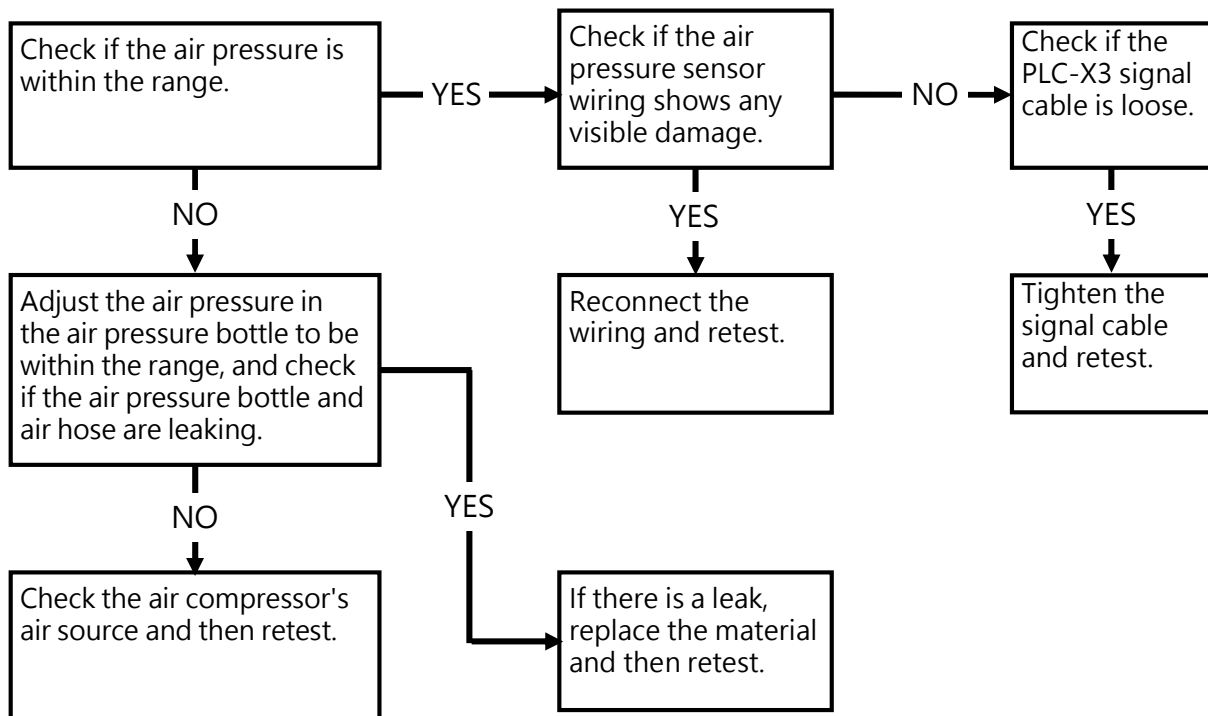 Check if the air pressure is
within the range.
YES
Check if the air
pressure sensor
wiring shows any
visible damage.
NO
Check if the
PLC-X3 signal
cable is loose.
NO
YES
YES
Adjust the air pressure in
the air pressure bottle to be
within the range, and check
if the air pressure bottle and
air hose are leaking.
Reconnect the
wiring and retest.
Tighten the
signal cable
and retest.
NO
YES
Check the air compressor's
air source and then retest.
If there is a leak,
replace the material
and then retest.